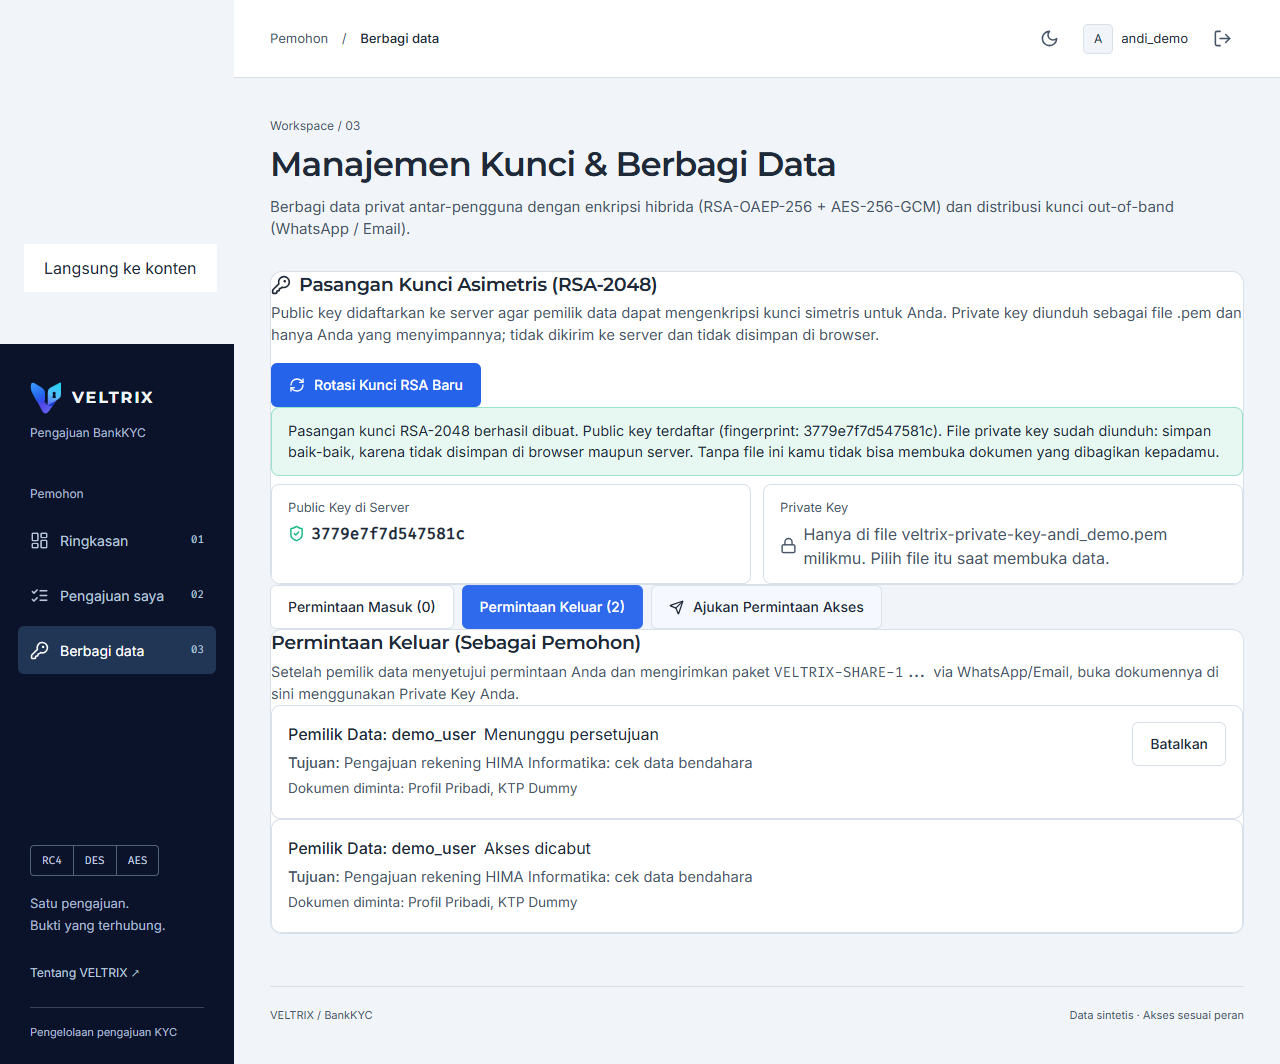 Pemohon / Berbagi data
A andi_demo
Workspace / 03
Manajemen Kunci & Berbagi Data
Berbagi data privat antar-pengguna dengan enkripsi hibrida (RSA-OAEP-256 + AES-256-GCM) dan distribusi kunci out-of-band
(WhatsApp / Email).
Langsung ke konten
VELTRIX
Pengajuan BankKYC
Pemohon
Ringkasan 01
Pengajuan saya 02
Berbagi data 03
RC4 DES AES
Satu pengajuan.
Bukti yang terhubung.
Tentang VELTRIX ↗
Pengelolaan pengajuan KYC
Pasangan Kunci Asimetris (RSA-2048)
Public key didaftarkan ke server agar pemilik data dapat mengenkripsi kunci simetris untuk Anda. Private key diunduh sebagai file .pem dan
hanya Anda yang menyimpannya; tidak dikirim ke server dan tidak disimpan di browser.
Rotasi Kunci RSA Baru
Pasangan kunci RSA-2048 berhasil dibuat. Public key terdaftar (fingerprint: 3779e7f7d547581c). File private key sudah diunduh: simpan
baik-baik, karena tidak disimpan di browser maupun server. Tanpa file ini kamu tidak bisa membuka dokumen yang dibagikan kepadamu.
Public Key di Server
3779e7f7d547581c
Private Key
Hanya di file veltrix-private-key-andi_demo.pem
milikmu. Pilih file itu saat membuka data.
Permintaan Masuk (0)
Permintaan Keluar (2)
Ajukan Permintaan Akses
Permintaan Keluar (Sebagai Pemohon)
Setelah pemilik data menyetujui permintaan Anda dan mengirimkan paket VELTRIX-SHARE-1... via WhatsApp/Email, buka dokumennya di
sini menggunakan Private Key Anda.
Pemilik Data: demo_user Menunggu persetujuan
Tujuan: Pengajuan rekening HIMA Informatika: cek data bendahara
Dokumen diminta: Profil Pribadi, KTP Dummy
Batalkan
Pemilik Data: demo_user Akses dicabut
Tujuan: Pengajuan rekening HIMA Informatika: cek data bendahara
Dokumen diminta: Profil Pribadi, KTP Dummy
VELTRIX / BankKYC
Data sintetis · Akses sesuai peran